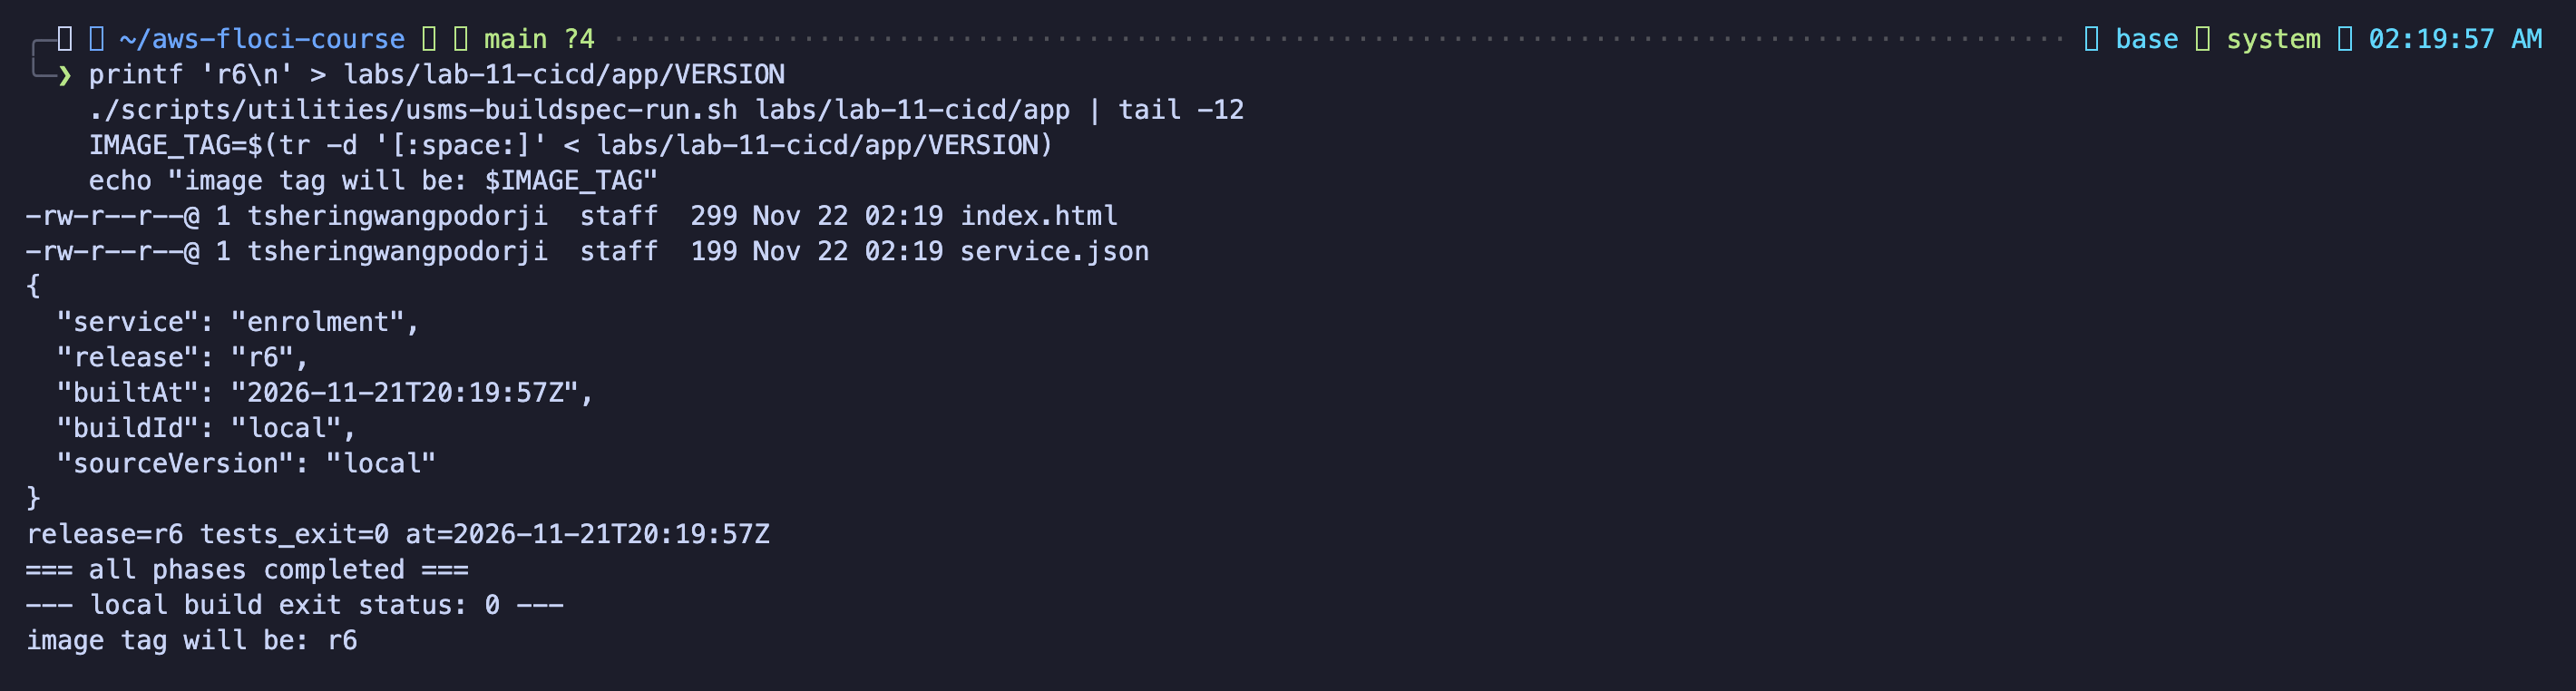 ~/aws-floci-course main ?4 base system 02:19:57 AM
❯ printf 'r6\n' > labs/lab-11-cicd/app/VERSION
./scripts/utilities/usms-buildspec-run.sh labs/lab-11-cicd/app | tail -12
IMAGE_TAG=$(tr -d '[:space:]' < labs/lab-11-cicd/app/VERSION)
echo "image tag will be: $IMAGE_TAG"
-rw-r--r--@ 1 tsheringwangpodorji  staff  299 Nov 22 02:19 index.html
-rw-r--r--@ 1 tsheringwangpodorji  staff  199 Nov 22 02:19 service.json
{
  "service": "enrolment",
  "release": "r6",
  "builtAt": "2026-11-21T20:19:57Z",
  "buildId": "local",
  "sourceVersion": "local"
}
release=r6 tests_exit=0 at=2026-11-21T20:19:57Z
=== all phases completed ===
--- local build exit status: 0 ---
image tag will be: r6